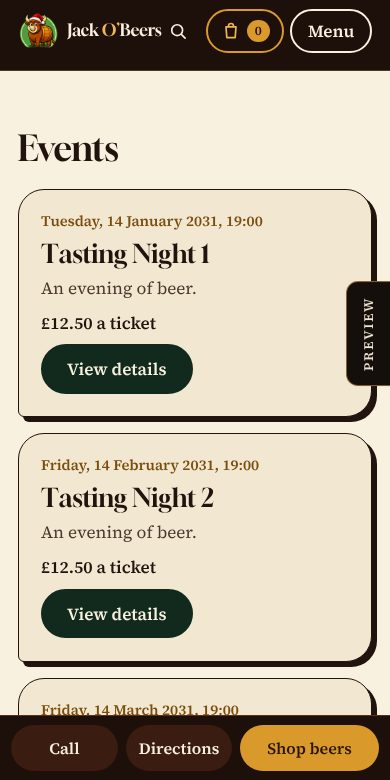 Jack O'Beers
0
Menu
Events
Tuesday, 14 January 2031, 19:00
Tasting Night 1
An evening of beer.
£12.50 a ticket
View details
PREVIEW
Friday, 14 February 2031, 19:00
Tasting Night 2
An evening of beer.
£12.50 a ticket
View details
Friday, 14 March 2031, 19:00
Call
Directions
Shop beers